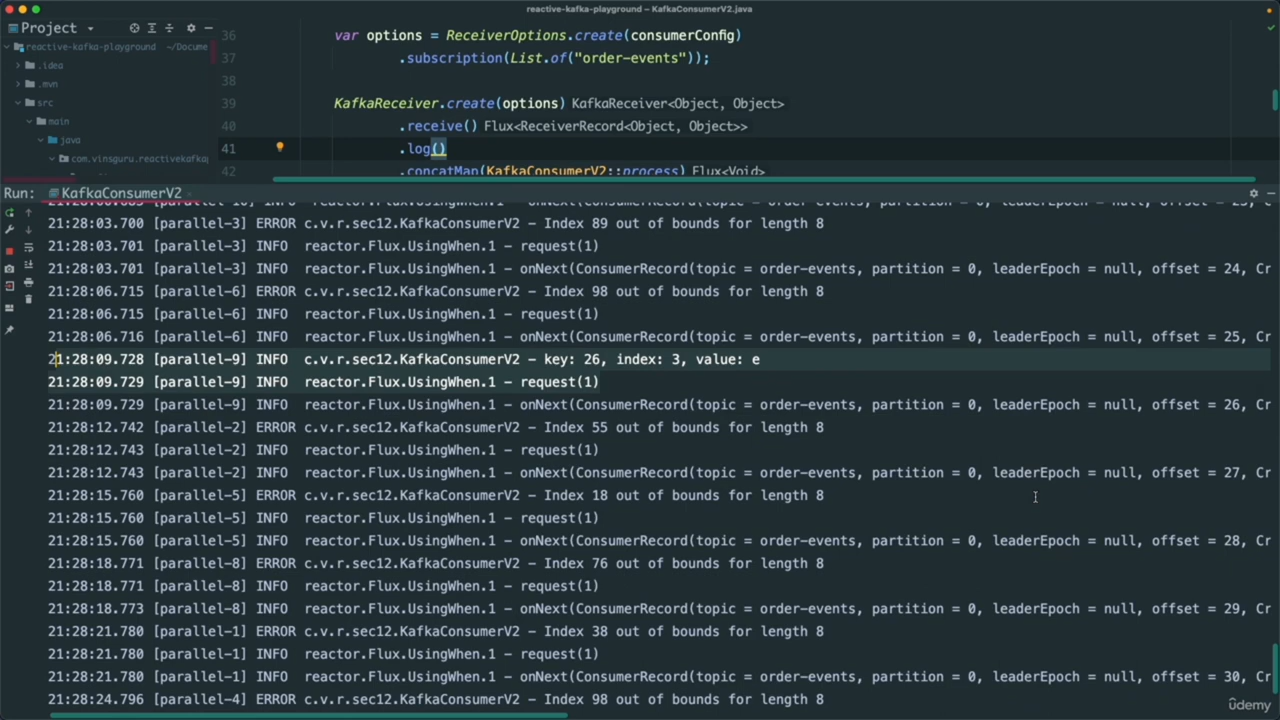 reactive-kafka-playground – KafkaConsumerV2.java
Project
reactive-kafka-playground ~/Docume
.idea
.mvn
src
main
java
com.vinsguru.reactivekafka
36 var options = ReceiverOptions.create(consumerConfig)
37 .subscription(List.of("order-events"));
38
39 KafkaReceiver.create(options) KafkaReceiver<Object, Object>
40 .receive() Flux<ReceiverRecord<Object, Object>>
41 .log()
42 .concatMap(KafkaConsumerV2::process) Flux<Void>
Run: KafkaConsumerV2
21:28:03.700 [parallel-3] ERROR c.v.r.sec12.KafkaConsumerV2 – Index 89 out of bounds for length 8
21:28:03.701 [parallel-3] INFO reactor.Flux.UsingWhen.1 – request(1)
21:28:03.701 [parallel-3] INFO reactor.Flux.UsingWhen.1 – onNext(ConsumerRecord(topic = order-events, partition = 0, leaderEpoch = null, offset = 24, Cr
21:28:06.715 [parallel-6] ERROR c.v.r.sec12.KafkaConsumerV2 – Index 98 out of bounds for length 8
21:28:06.715 [parallel-6] INFO reactor.Flux.UsingWhen.1 – request(1)
21:28:06.716 [parallel-6] INFO reactor.Flux.UsingWhen.1 – onNext(ConsumerRecord(topic = order-events, partition = 0, leaderEpoch = null, offset = 25, Cr
21:28:09.728 [parallel-9] INFO c.v.r.sec12.KafkaConsumerV2 – key: 26, index: 3, value: e
21:28:09.729 [parallel-9] INFO reactor.Flux.UsingWhen.1 – request(1)
21:28:09.729 [parallel-9] INFO reactor.Flux.UsingWhen.1 – onNext(ConsumerRecord(topic = order-events, partition = 0, leaderEpoch = null, offset = 26, Cr
21:28:12.742 [parallel-2] ERROR c.v.r.sec12.KafkaConsumerV2 – Index 55 out of bounds for length 8
21:28:12.743 [parallel-2] INFO reactor.Flux.UsingWhen.1 – request(1)
21:28:12.743 [parallel-2] INFO reactor.Flux.UsingWhen.1 – onNext(ConsumerRecord(topic = order-events, partition = 0, leaderEpoch = null, offset = 27, Cr
21:28:15.760 [parallel-5] ERROR c.v.r.sec12.KafkaConsumerV2 – Index 18 out of bounds for length 8
21:28:15.760 [parallel-5] INFO reactor.Flux.UsingWhen.1 – request(1)
21:28:15.760 [parallel-5] INFO reactor.Flux.UsingWhen.1 – onNext(ConsumerRecord(topic = order-events, partition = 0, leaderEpoch = null, offset = 28, Cr
21:28:18.771 [parallel-8] ERROR c.v.r.sec12.KafkaConsumerV2 – Index 76 out of bounds for length 8
21:28:18.771 [parallel-8] INFO reactor.Flux.UsingWhen.1 – request(1)
21:28:18.773 [parallel-8] INFO reactor.Flux.UsingWhen.1 – onNext(ConsumerRecord(topic = order-events, partition = 0, leaderEpoch = null, offset = 29, Cr
21:28:21.780 [parallel-1] ERROR c.v.r.sec12.KafkaConsumerV2 – Index 38 out of bounds for length 8
21:28:21.780 [parallel-1] INFO reactor.Flux.UsingWhen.1 – request(1)
21:28:21.780 [parallel-1] INFO reactor.Flux.UsingWhen.1 – onNext(ConsumerRecord(topic = order-events, partition = 0, leaderEpoch = null, offset = 30, Cr
21:28:24.796 [parallel-4] ERROR c.v.r.sec12.KafkaConsumerV2 – Index 98 out of bounds for length 8
udemy